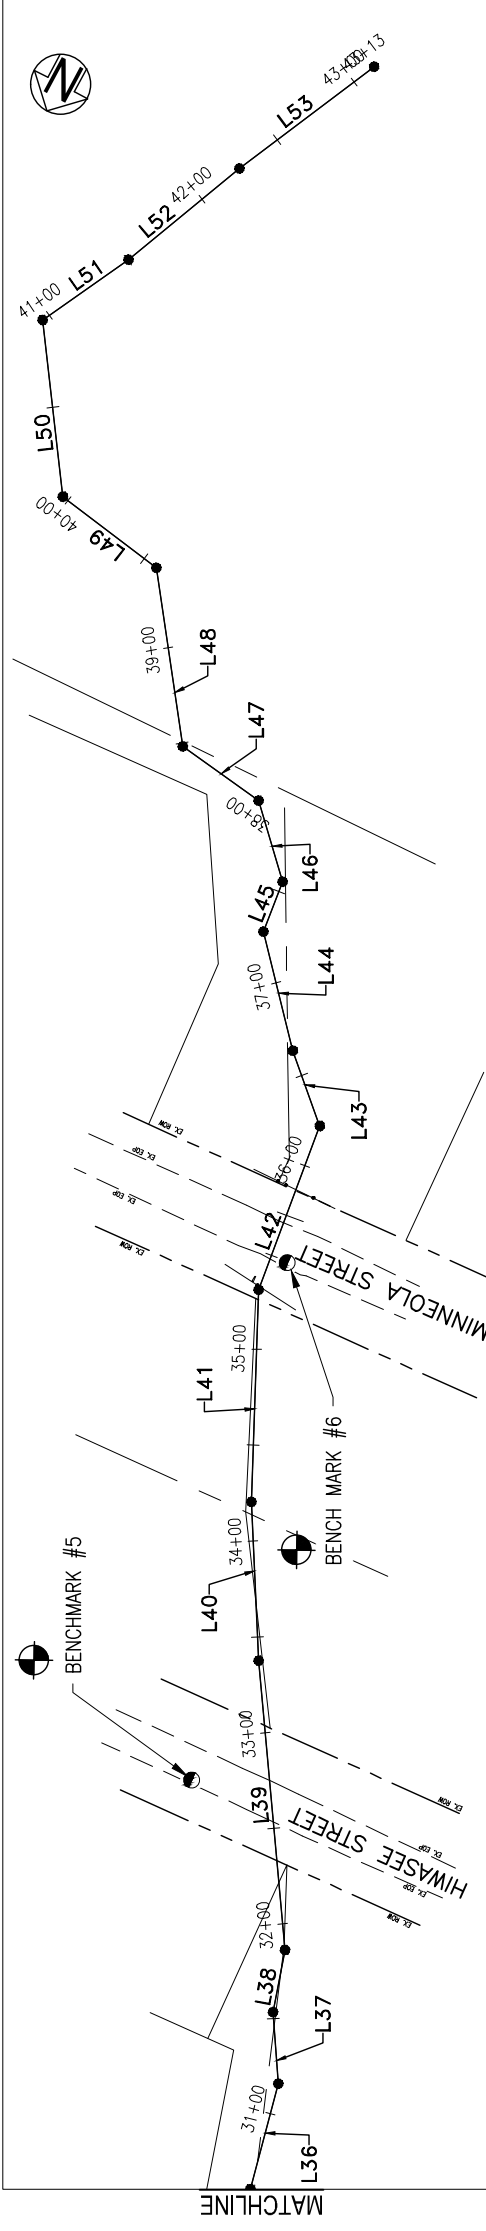 N
43+00
43+13
L53
42+00
L52
L51
41+00
L50
40+00
L49
39+00
L48
L47
38+00
L46
L45
L44
37+00
L43
36+00
EX. ROW
EX. EOP
EX. EOP
EX. ROW
L42
MINNEOLA STREET
35+00
L41
BENCH MARK #6
34+00
L40
BENCHMARK #5
33+00
L39
HIWASEE STREET
EX. ROW
EX. EOP
EX. EOP
EX. ROW
32+00
L38
L37
31+00
L36
MATCHLINE